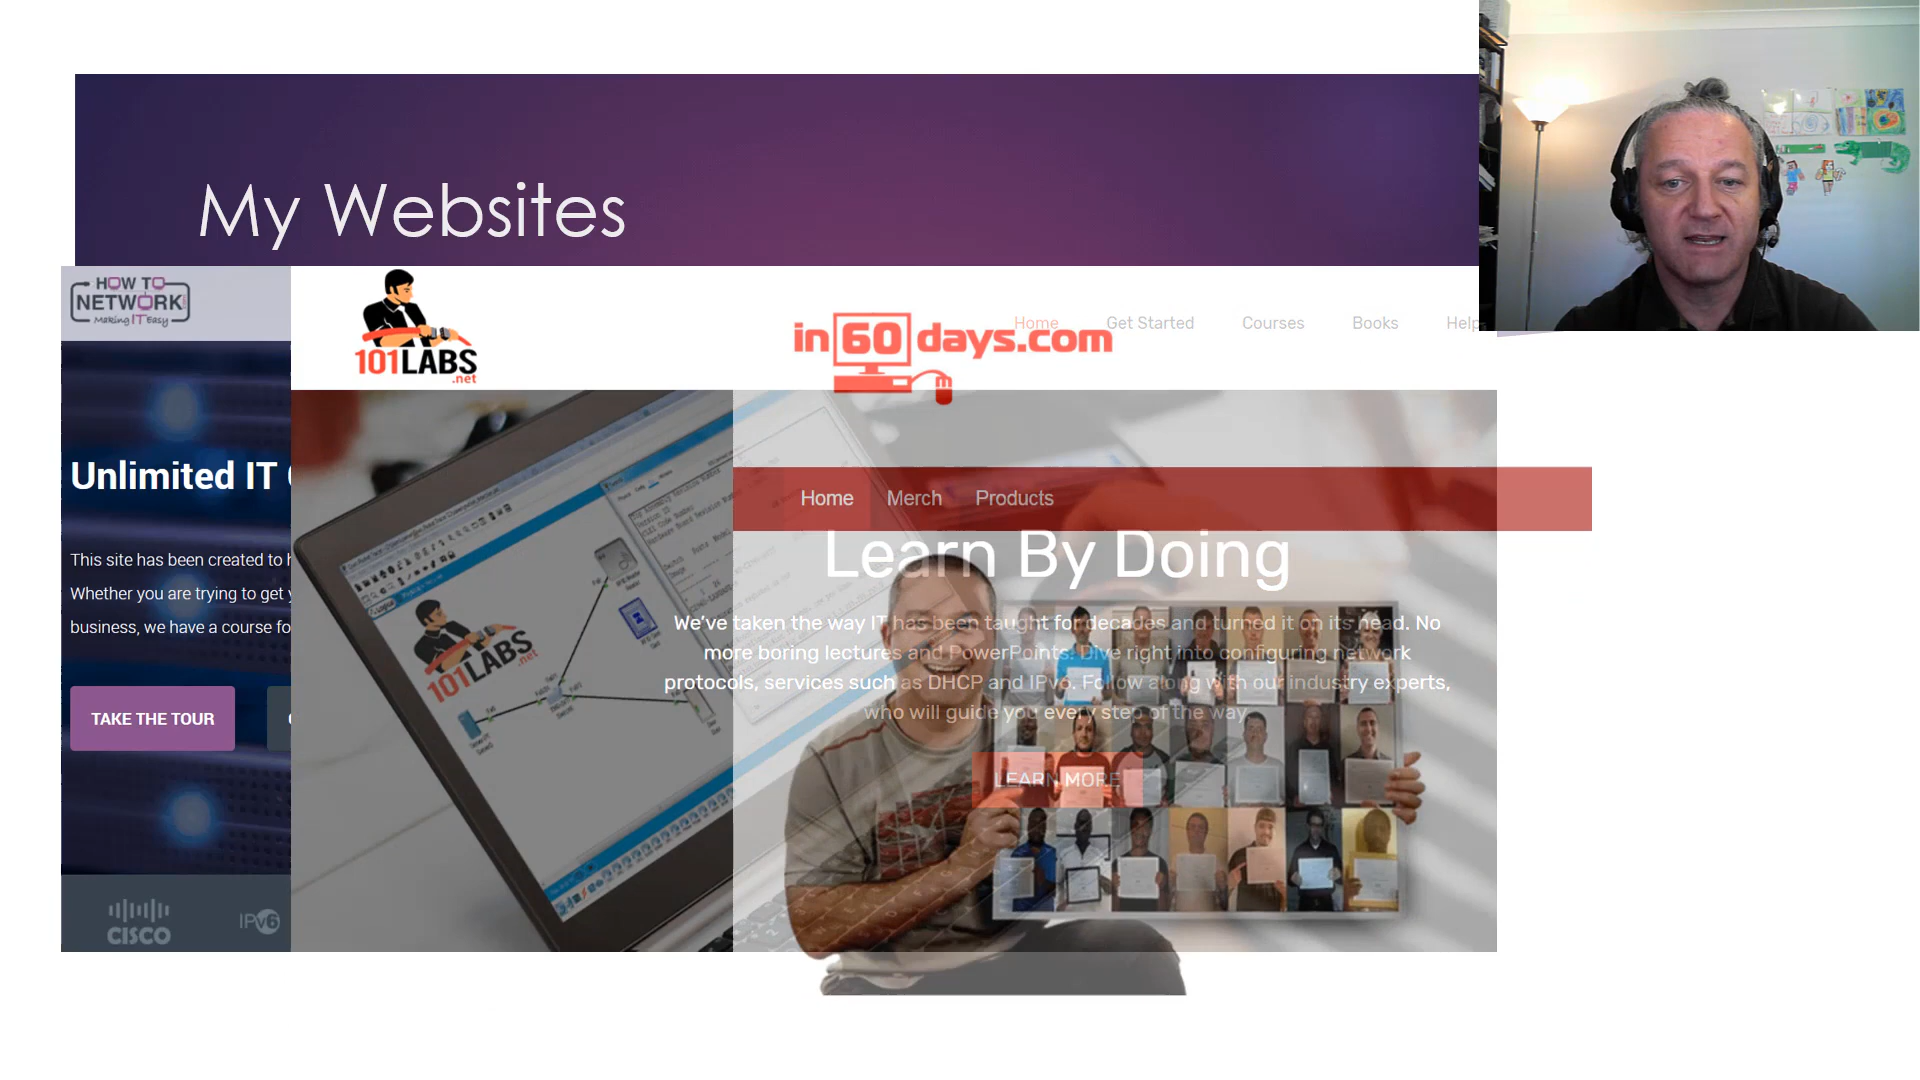 My Websites
HOW TO
NETWORK
Making IT Easy
101LABS
.net
in60days.com
Home
Get Started
Courses
Books
Help
Unlimited IT
Home
Merch
Products
Learn By Doing
This site has been created to
Whether you are trying to get
business, we have a course fo
We've taken the way IT has been taught for decades and turned it on its head. No
more boring lectures and PowerPoints. Dive right into configuring network
protocols, services such as DHCP and IPv6. Follow along with our industry experts,
who will guide you every step of the way
101LABS
.net
TAKE THE TOUR
LEARN MORE
CISCO
IPv6